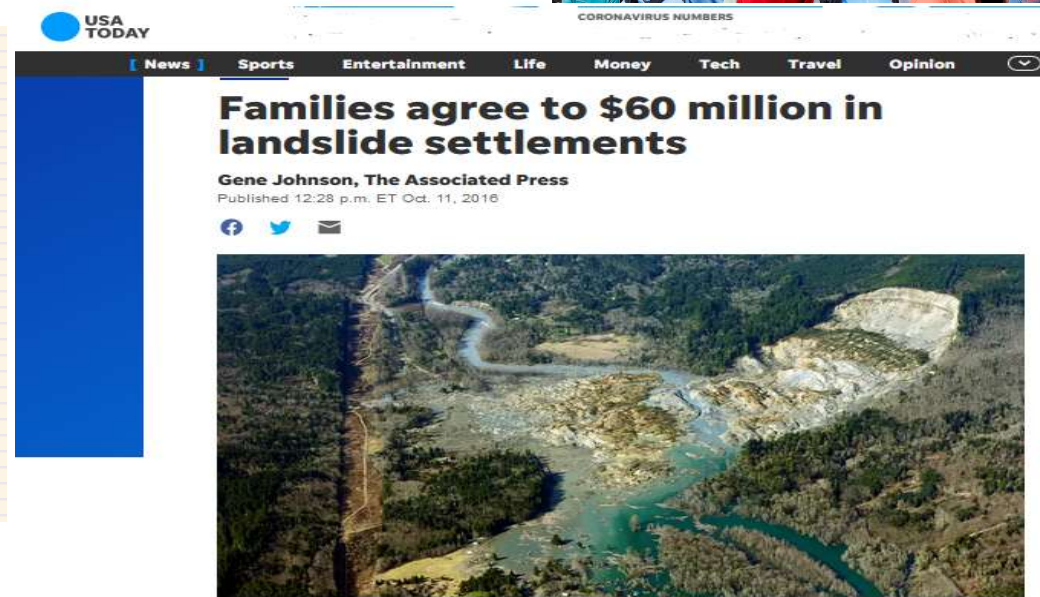 USA
TODAY
CORONAVIRUS NUMBERS
[ News ] Sports Entertainment Life Money Tech Travel Opinion
Families agree to $60 million in
landslide settlements
Gene Johnson, The Associated Press
Published 12:28 p.m. ET Oct. 11, 2016